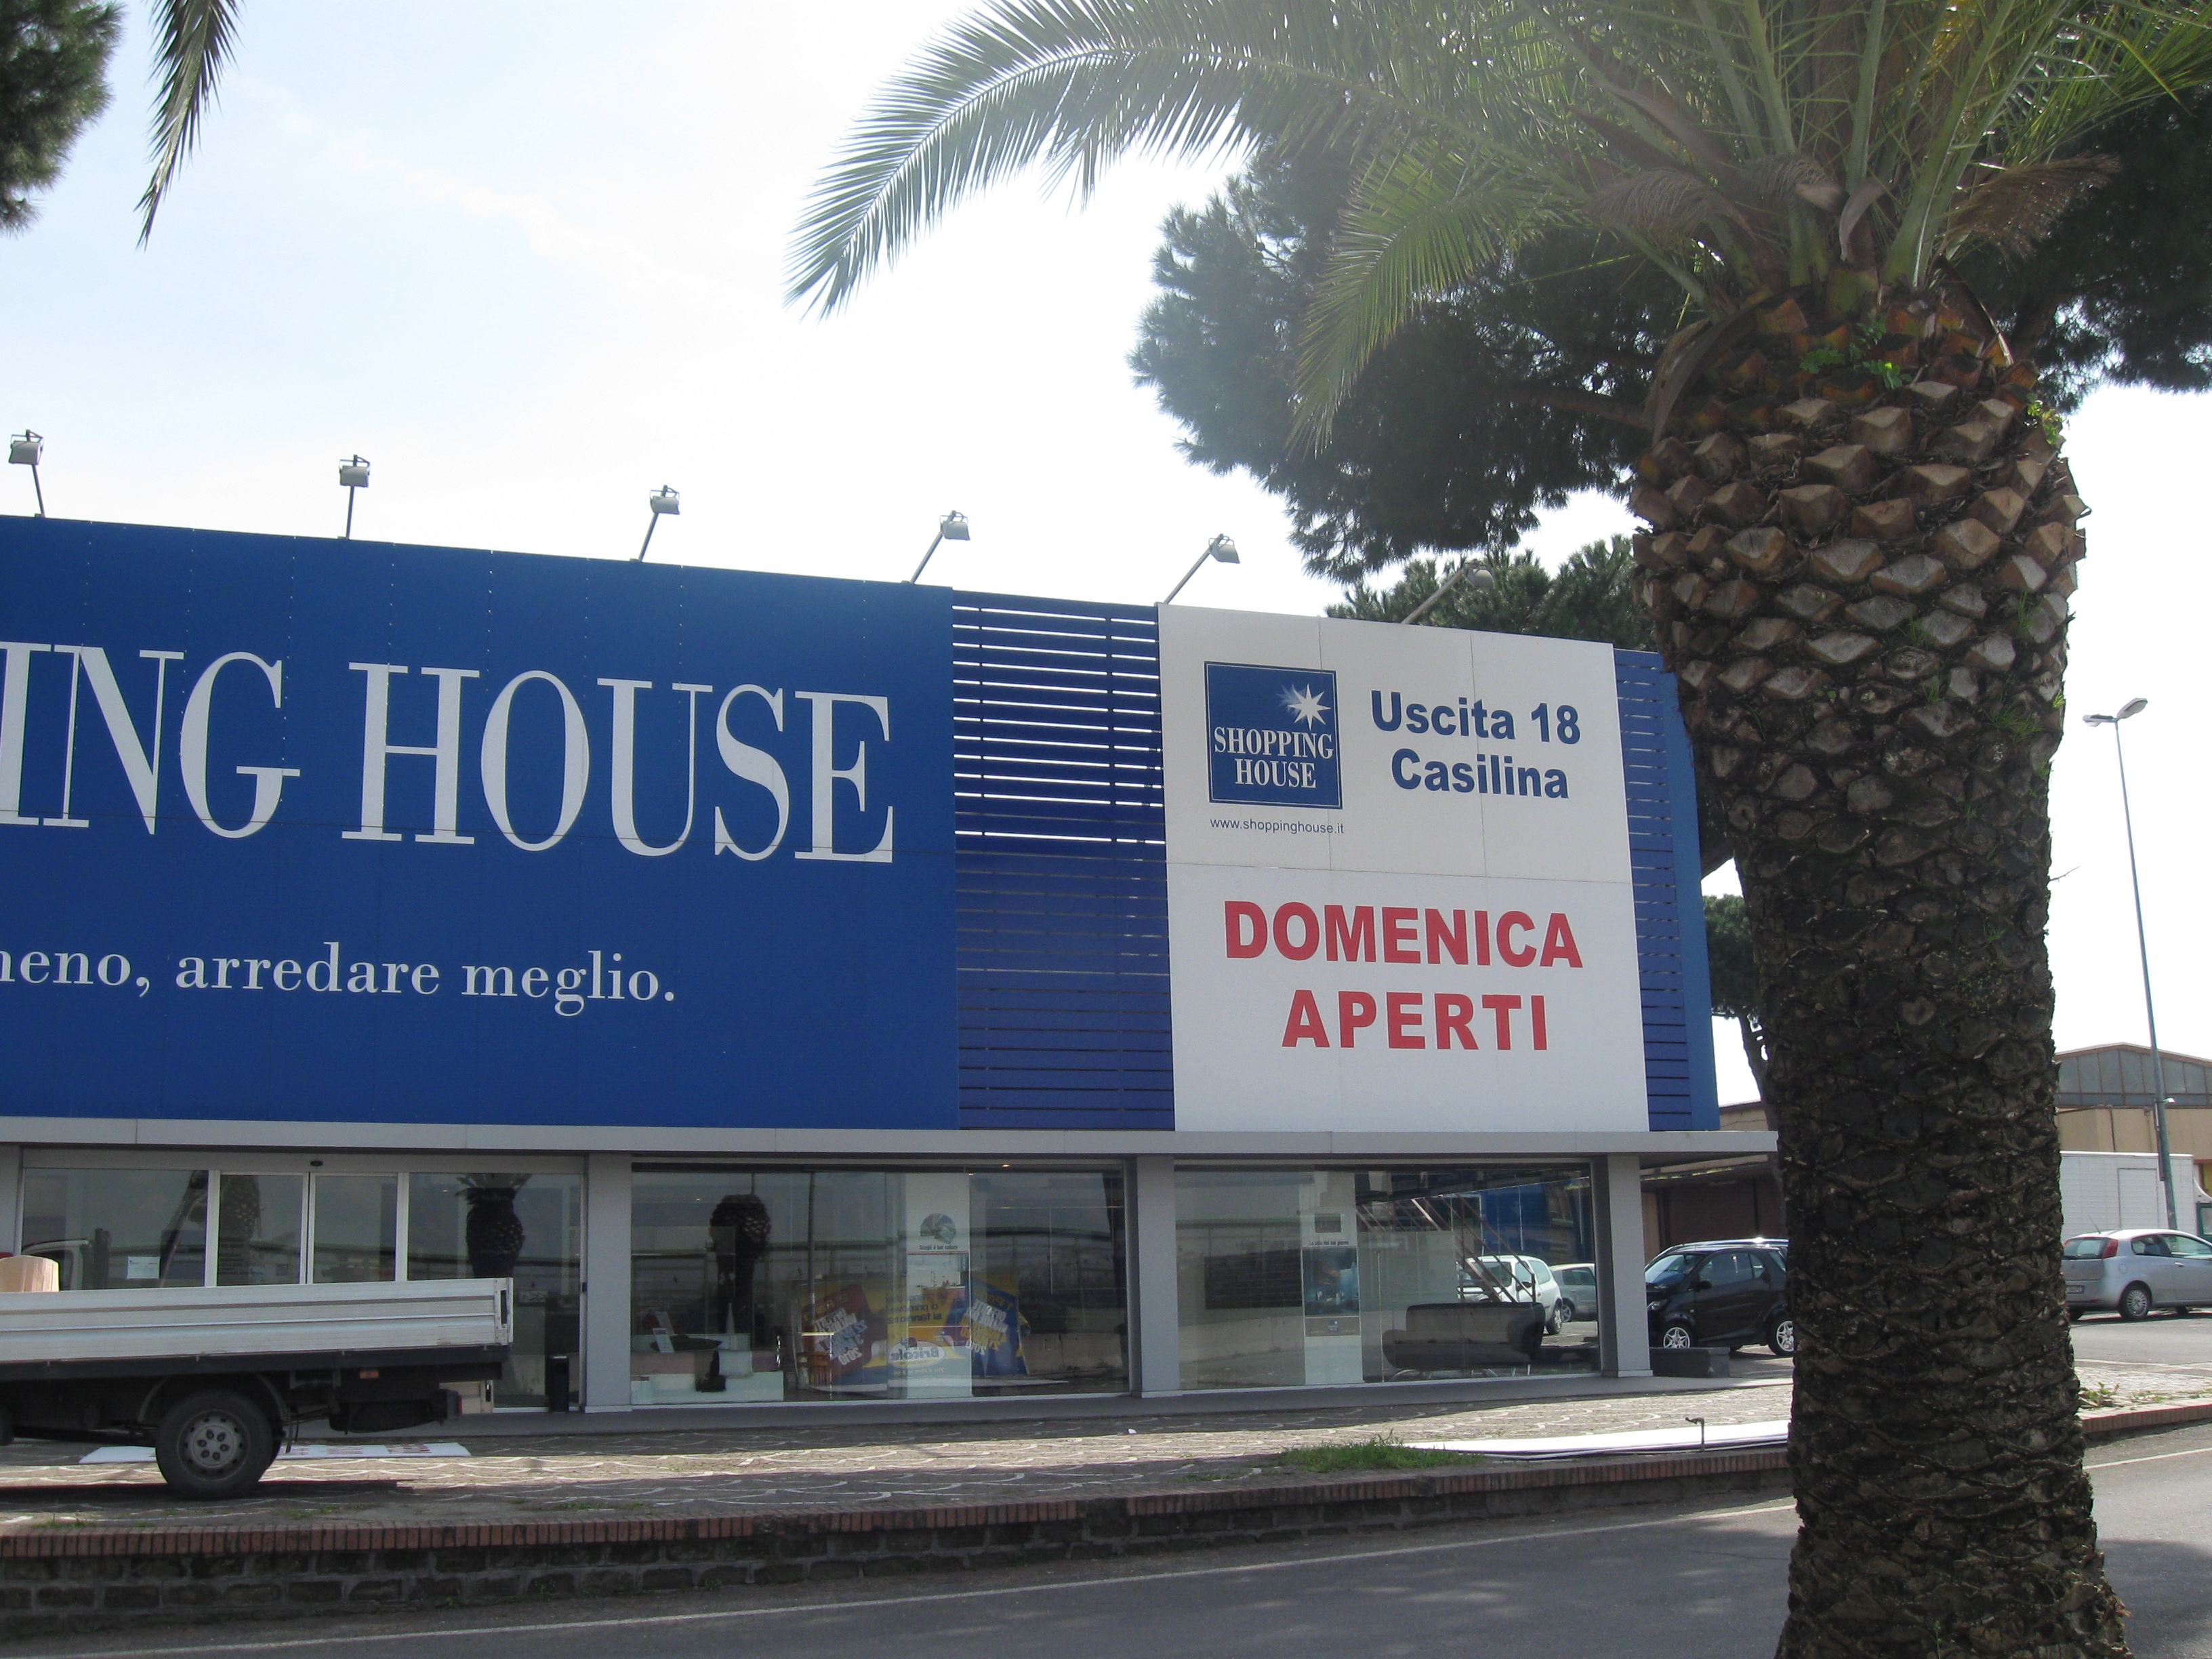 ING HOUSE
meno, arredare meglio.
SHOPPING
HOUSE
www.shoppinghouse.it
Uscita 18
Casilina
DOMENICA
APERTI